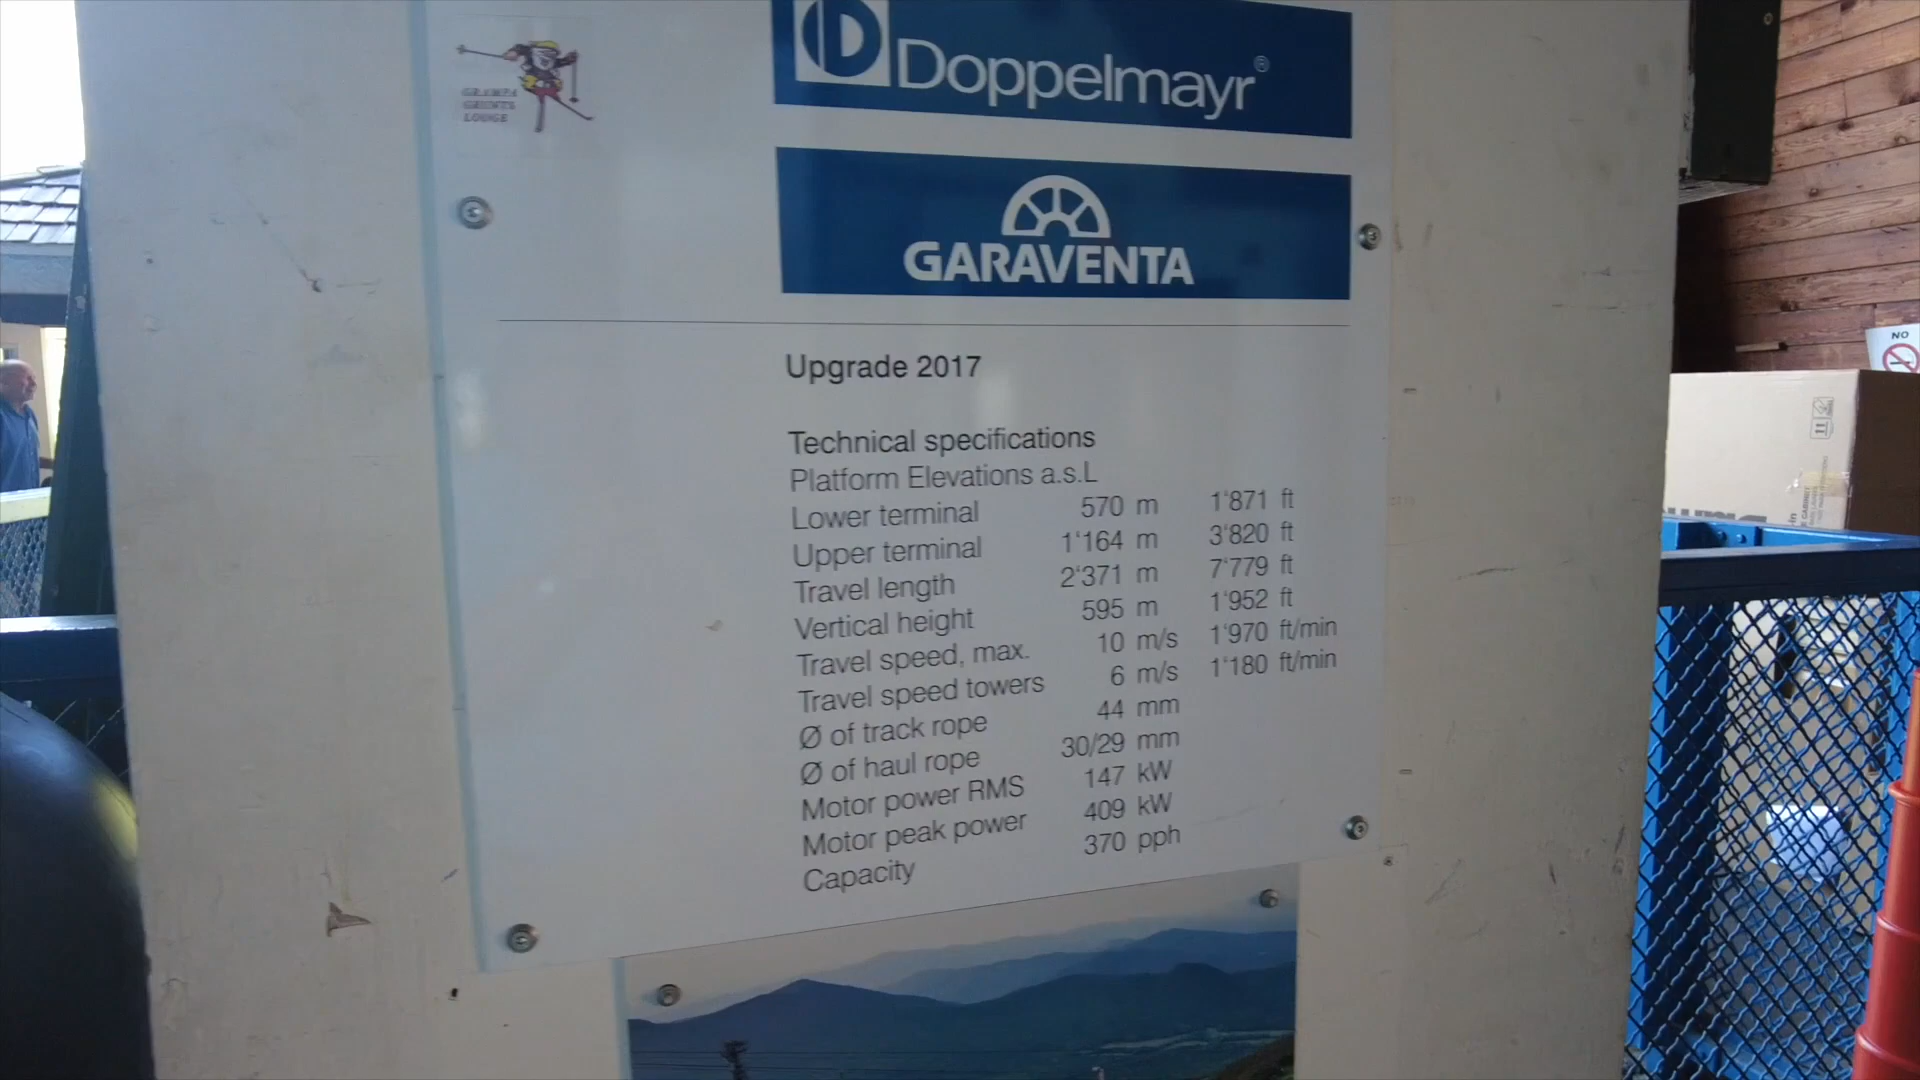 GRAMPA
GRUNTS
LODGE
D Doppelmayr®
GARAVENTA
Upgrade 2017
Technical specifications
Platform Elevations a.s.L
Lower terminal 570 m 1'871 ft
Upper terminal 1'164 m 3'820 ft
Travel length 2'371 m 7'779 ft
Vertical height 595 m 1'952 ft
Travel speed, max. 10 m/s 1'970 ft/min
Travel speed towers 6 m/s 1'180 ft/min
Ø of track rope 44 mm
Ø of haul rope 30/29 mm
Motor power RMS 147 kW
Motor peak power 409 kW
Capacity 370 pph
NO